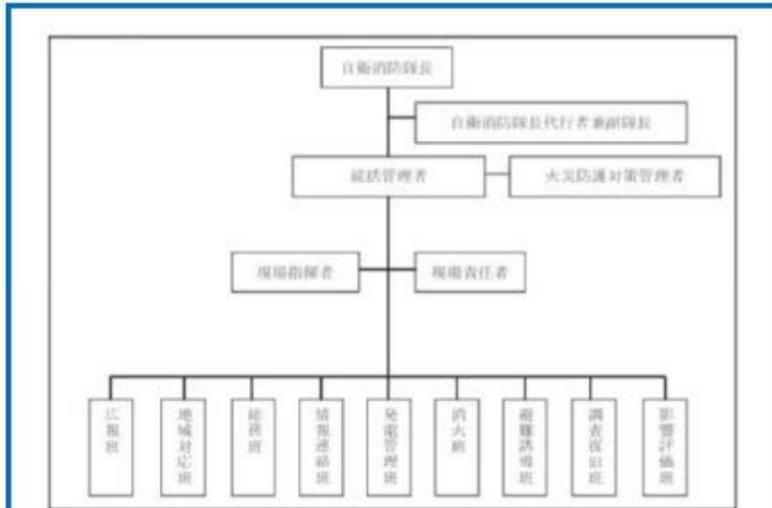 自衛消防隊長
自衛消防隊長代行者兼副隊長
統括管理者
火災防護対策管理者
現場指揮者
現場責任者
広報班
地域対応班
総務班
情報連絡班
発電管理班
消火班
避難誘導班
調査復旧班
影響評価班